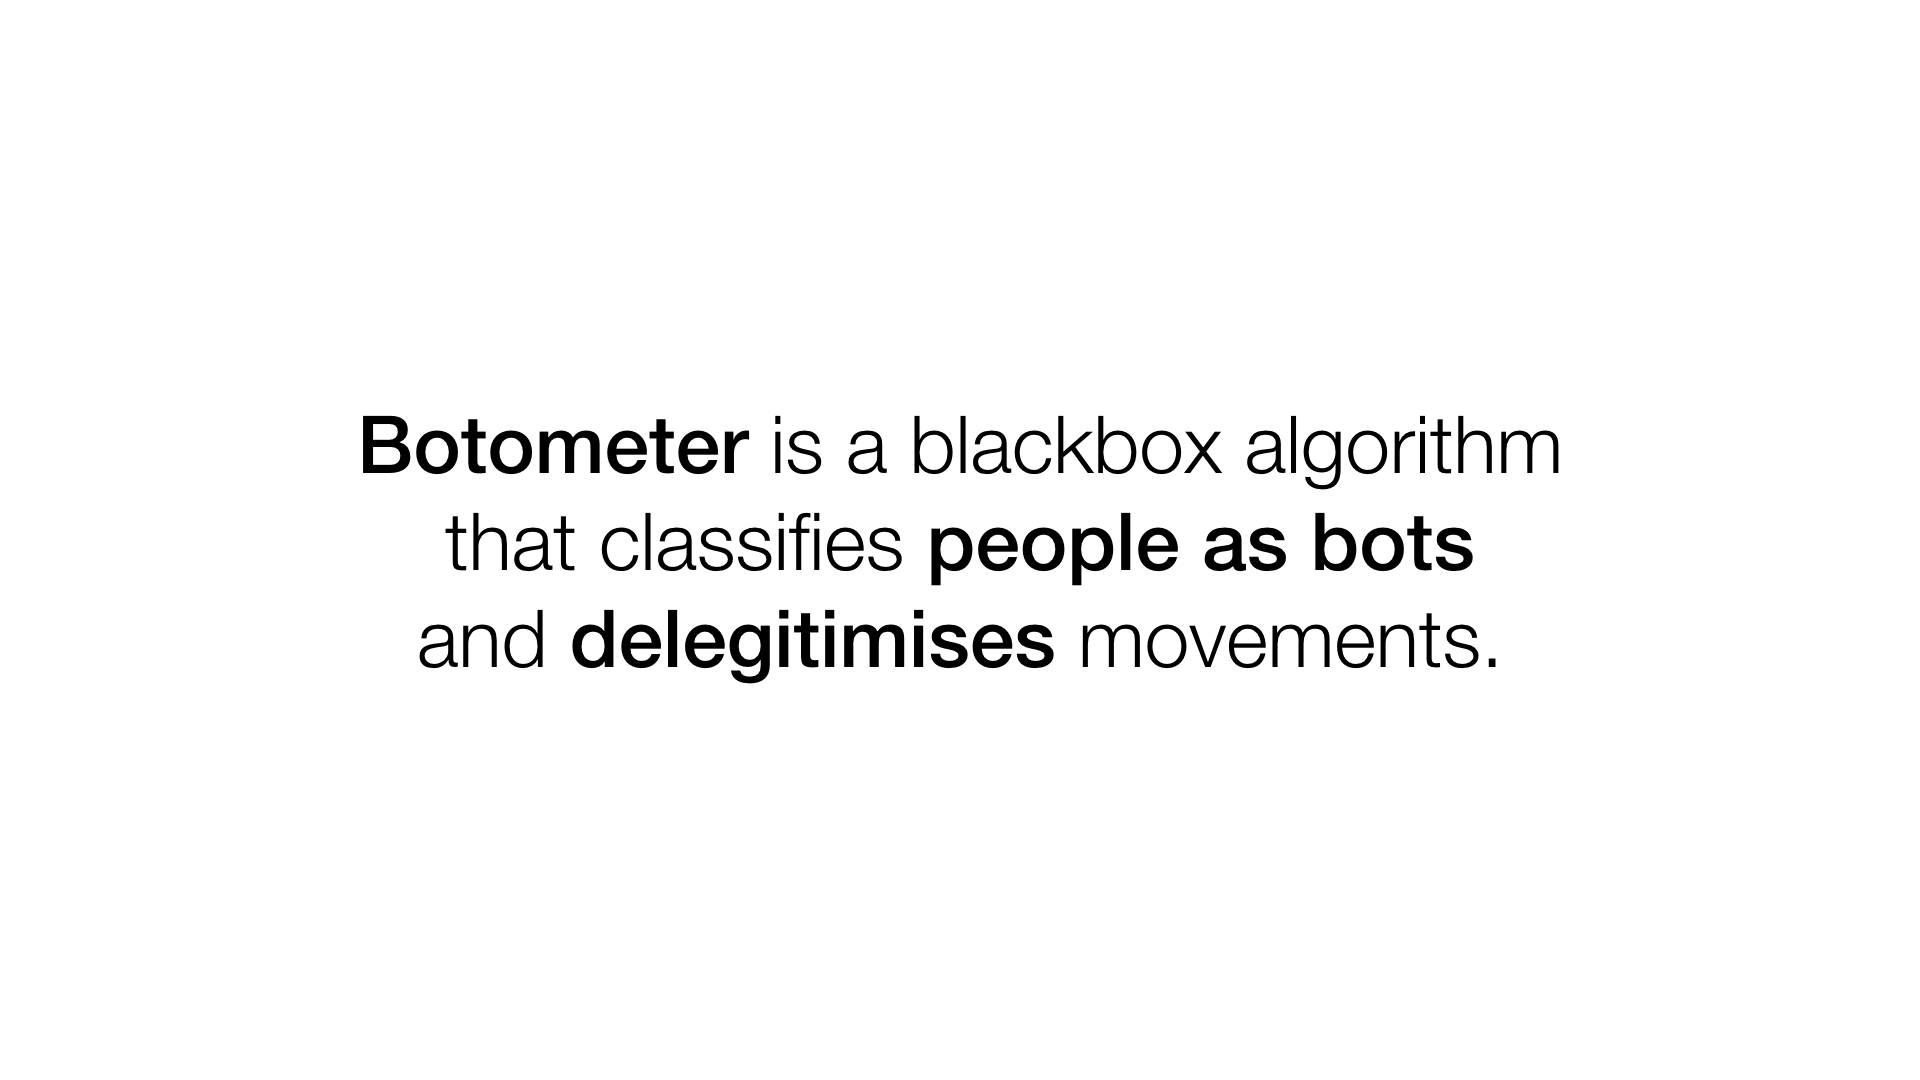 Botometer is a blackbox algorithm
that classifies people as bots
and delegitimises movements.